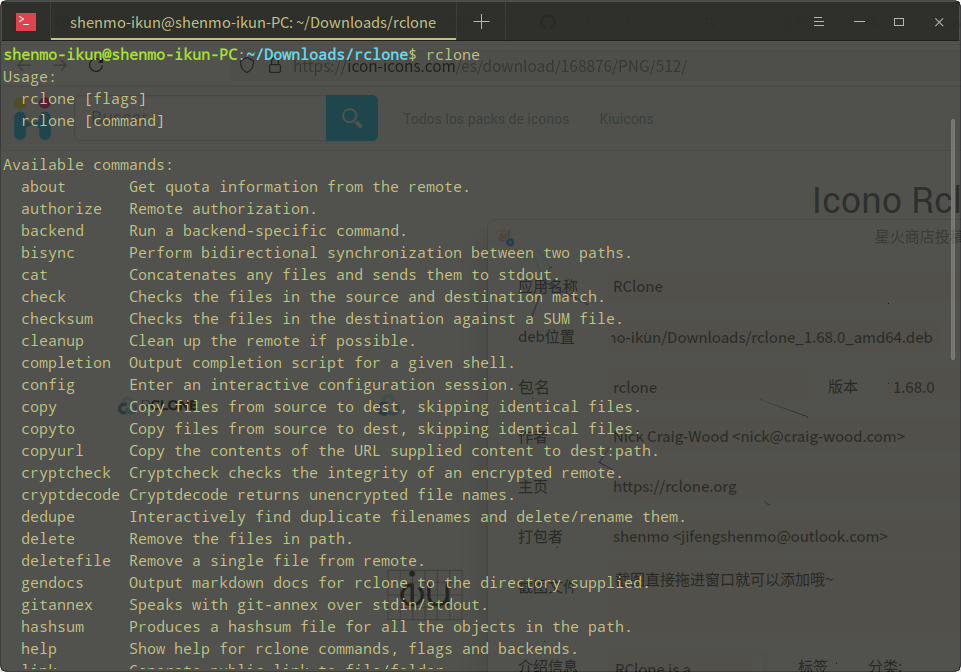 shenmo-ikun@shenmo-ikun-PC: ~/Downloads/rclone
shenmo-ikun@shenmo-ikun-PC:~/Downloads/rclone$ rclone
https://icon-icons.com/es/download/168876/PNG/512/
Usage:
rclone [flags]
rclone [command]
Todos los packs de iconos Kiuicons
Available commands:
about Get quota information from the remote.
authorize Remote authorization.
backend Run a backend-specific command.
bisync Perform bidirectional synchronization between two paths.
cat Concatenates any files and sends them to stdout.
check Checks the files in the source and destination match.
checksum Checks the files in the destination against a SUM file.
cleanup Clean up the remote if possible.
completion Output completion script for a given shell.
config Enter an interactive configuration session.
copy Copy files from source to dest, skipping identical files.
copyto Copy files from source to dest, skipping identical files.
copyurl Copy the contents of the URL supplied content to dest:path.
cryptcheck Cryptcheck checks the integrity of an encrypted remote.
cryptdecode Cryptdecode returns unencrypted file names.
dedupe Interactively find duplicate filenames and delete/rename them.
delete Remove the files in path.
deletefile Remove a single file from remote.
gendocs Output markdown docs for rclone to the directory supplied.
gitannex Speaks with git-annex over stdin/stdout.
hashsum Produces a hashsum file for all the objects in the path.
help Show help for rclone commands, flags and backends.
link Generate public link to file/folder.
Icono Rcl
星火商店投稿
应用名称 RClone
deb位置 no-ikun/Downloads/rclone_1.68.0_amd64.deb
包名 rclone 版本 1.68.0
RCLONE
作者 Nick Craig-Wood <nick@craig-wood.com>
主页 https://rclone.org
打包者 shenmo <jifengshenmo@outlook.com>
截图文件 截图直接拖进窗口就可以添加哦~
介绍信息 RClone is a 标签 分类: